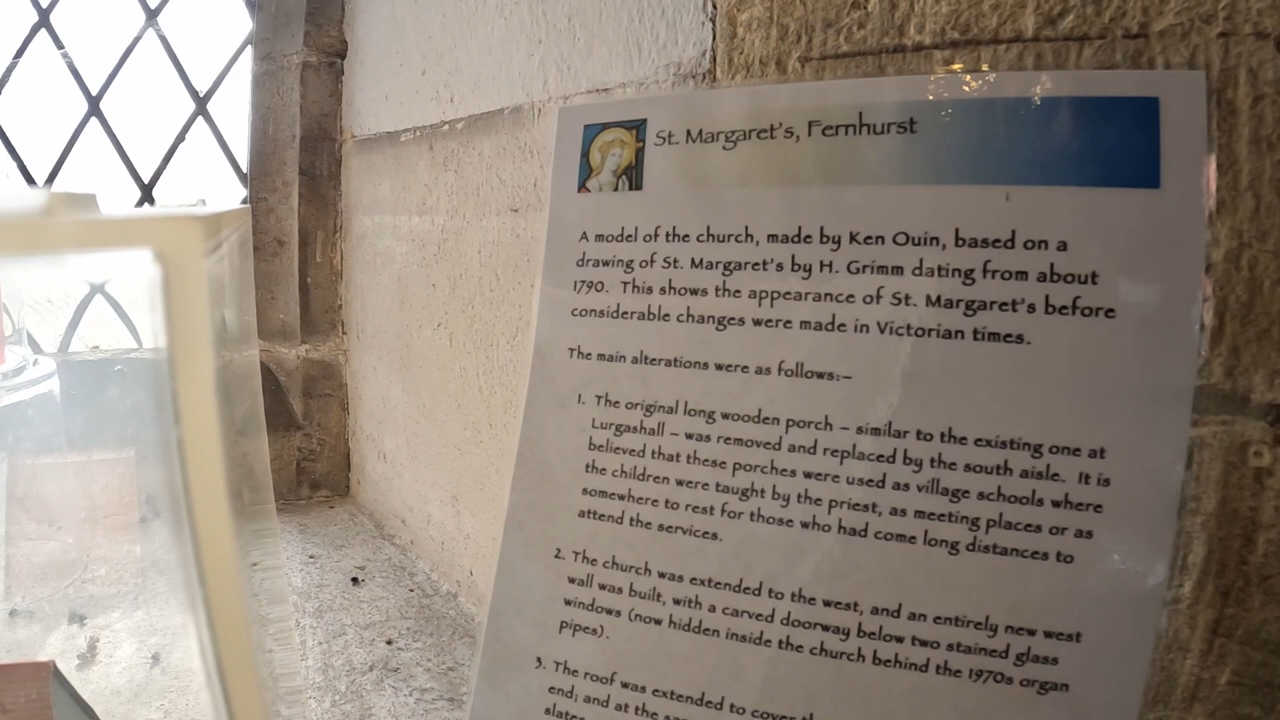 St. Margaret's, Fernhurst
A model of the church, made by Ken Ouin, based on a
drawing of St. Margaret's by H. Grimm dating from about
1790. This shows the appearance of St. Margaret's before
considerable changes were made in Victorian times.
The main alterations were as follows:–
1. The original long wooden porch – similar to the existing one at
Lurgashall – was removed and replaced by the south aisle. It is
believed that these porches were used as village schools where
the children were taught by the priest, as meeting places or as
somewhere to rest for those who had come long distances to
attend the services.
2. The church was extended to the west, and an entirely new west
wall was built, with a carved doorway below two stained glass
windows (now hidden inside the church behind the 1970s organ
pipes).
3. The roof was extended to cover
end; and at the
slates